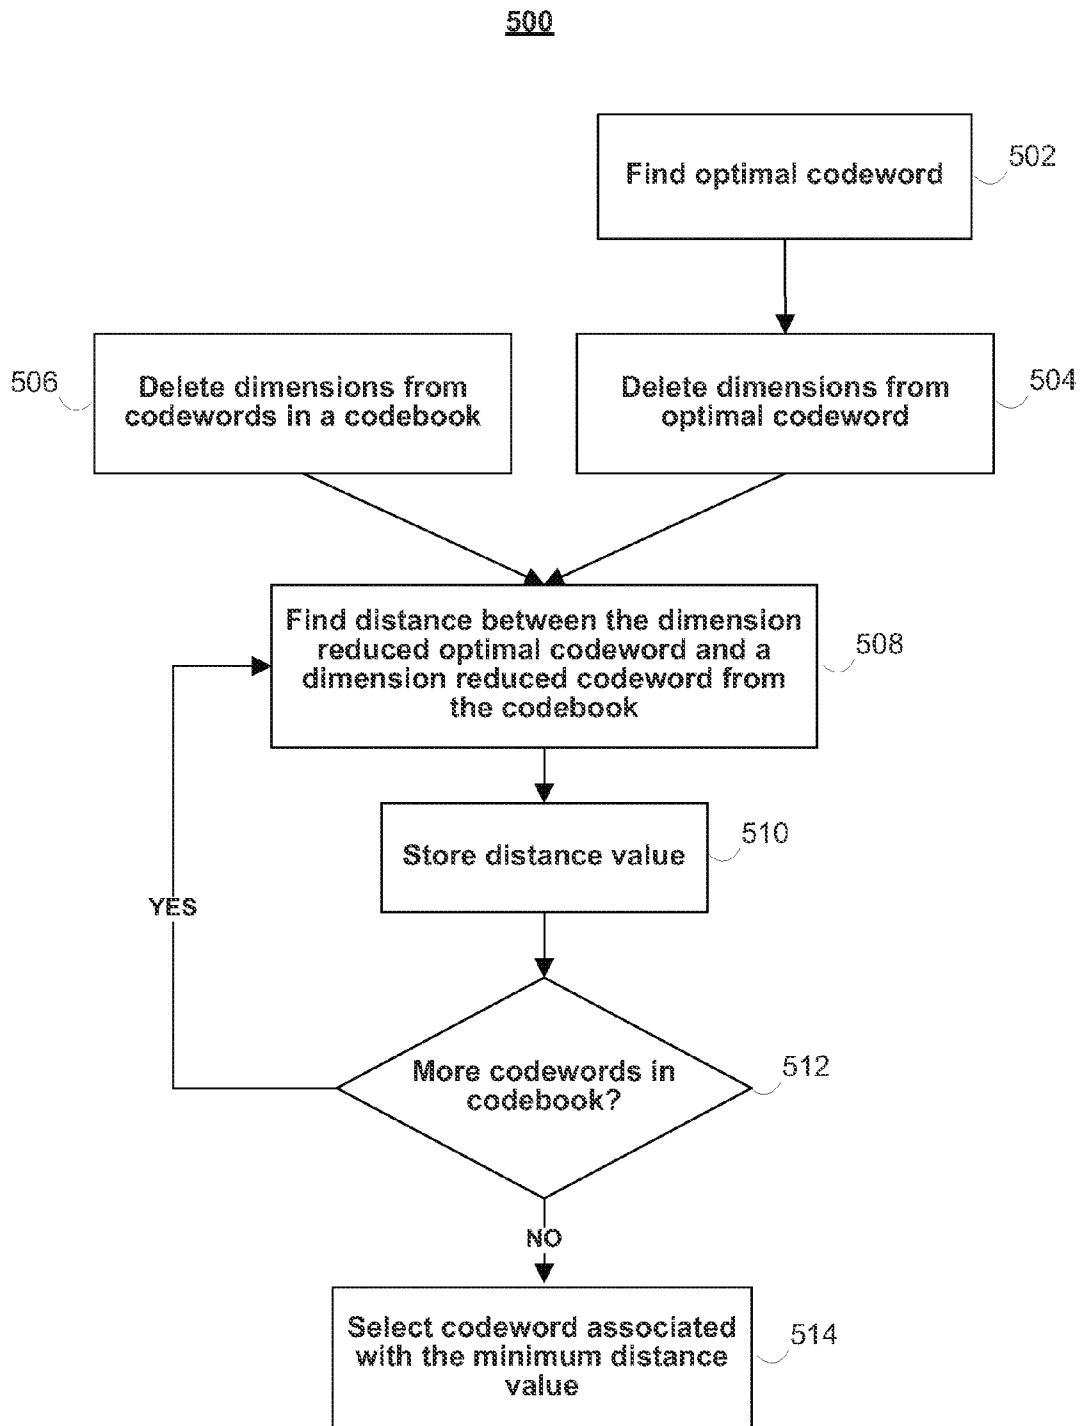 500
Find optimal codeword
502
506
Delete dimensions from
codewords in a codebook
Delete dimensions from
optimal codeword
504
Find distance between the dimension
reduced optimal codeword and a
dimension reduced codeword from
the codebook
508
Store distance value
510
YES
More codewords in
codebook?
512
NO
Select codeword associated
with the minimum distance
value
514